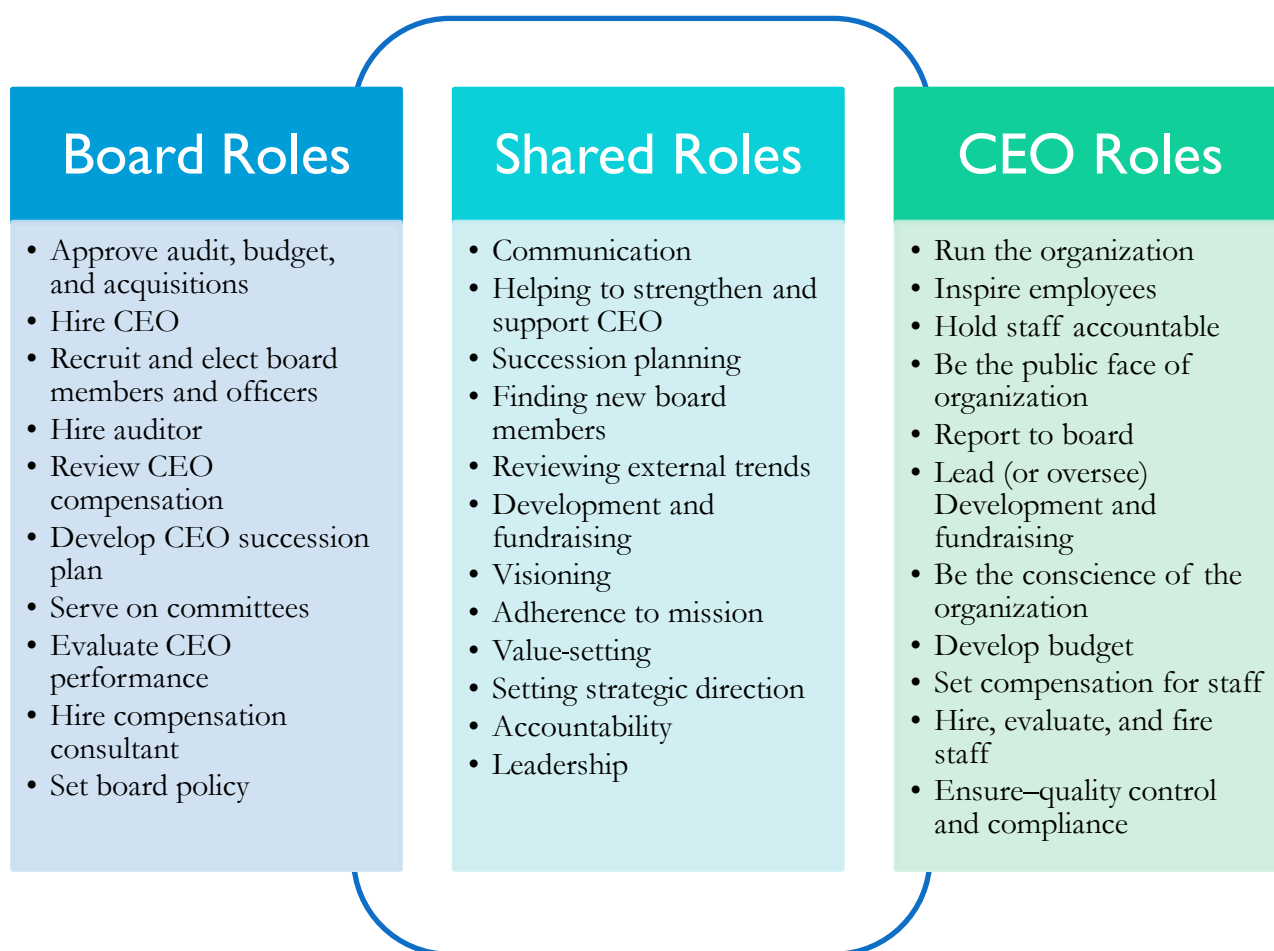 Board Roles
• Approve audit, budget,
and acquisitions
• Hire CEO
• Recruit and elect board
members and officers
• Hire auditor
• Review CEO
compensation
• Develop CEO succession
plan
• Serve on committees
• Evaluate CEO
performance
• Hire compensation
consultant
• Set board policy
Shared Roles
• Communication
• Helping to strengthen and
support CEO
• Succession planning
• Finding new board
members
• Reviewing external trends
• Development and
fundraising
• Visioning
• Adherence to mission
• Value-setting
• Setting strategic direction
• Accountability
• Leadership
CEO Roles
• Run the organization
• Inspire employees
• Hold staff accountable
• Be the public face of
organization
• Report to board
• Lead (or oversee)
Development and
fundraising
• Be the conscience of the
organization
• Develop budget
• Set compensation for staff
• Hire, evaluate, and fire
staff
• Ensure–quality control
and compliance